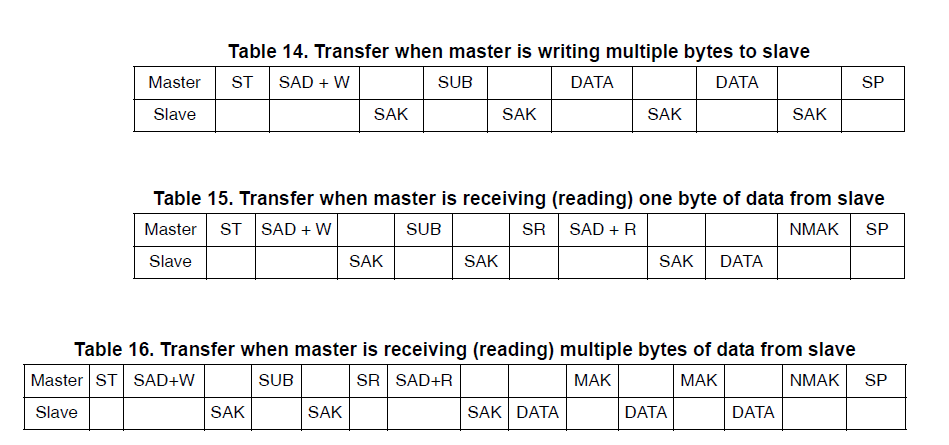 Table 14. Transfer when master is writing multiple bytes to slave
Master ST SAD + W SUB DATA DATA SP
Slave SAK SAK SAK SAK
Table 15. Transfer when master is receiving (reading) one byte of data from slave
Master ST SAD + W SUB SR SAD + R NMAK SP
Slave SAK SAK SAK DATA
Table 16. Transfer when master is receiving (reading) multiple bytes of data from slave
Master ST SAD+W SUB SR SAD+R MAK MAK NMAK SP
Slave SAK SAK SAK DATA DATA DATA